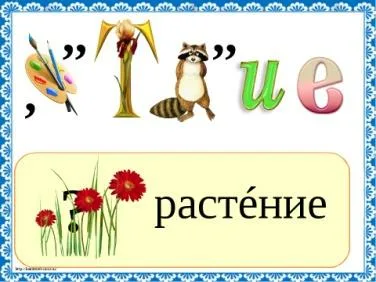 , ” Т ” и е
? расте́ние